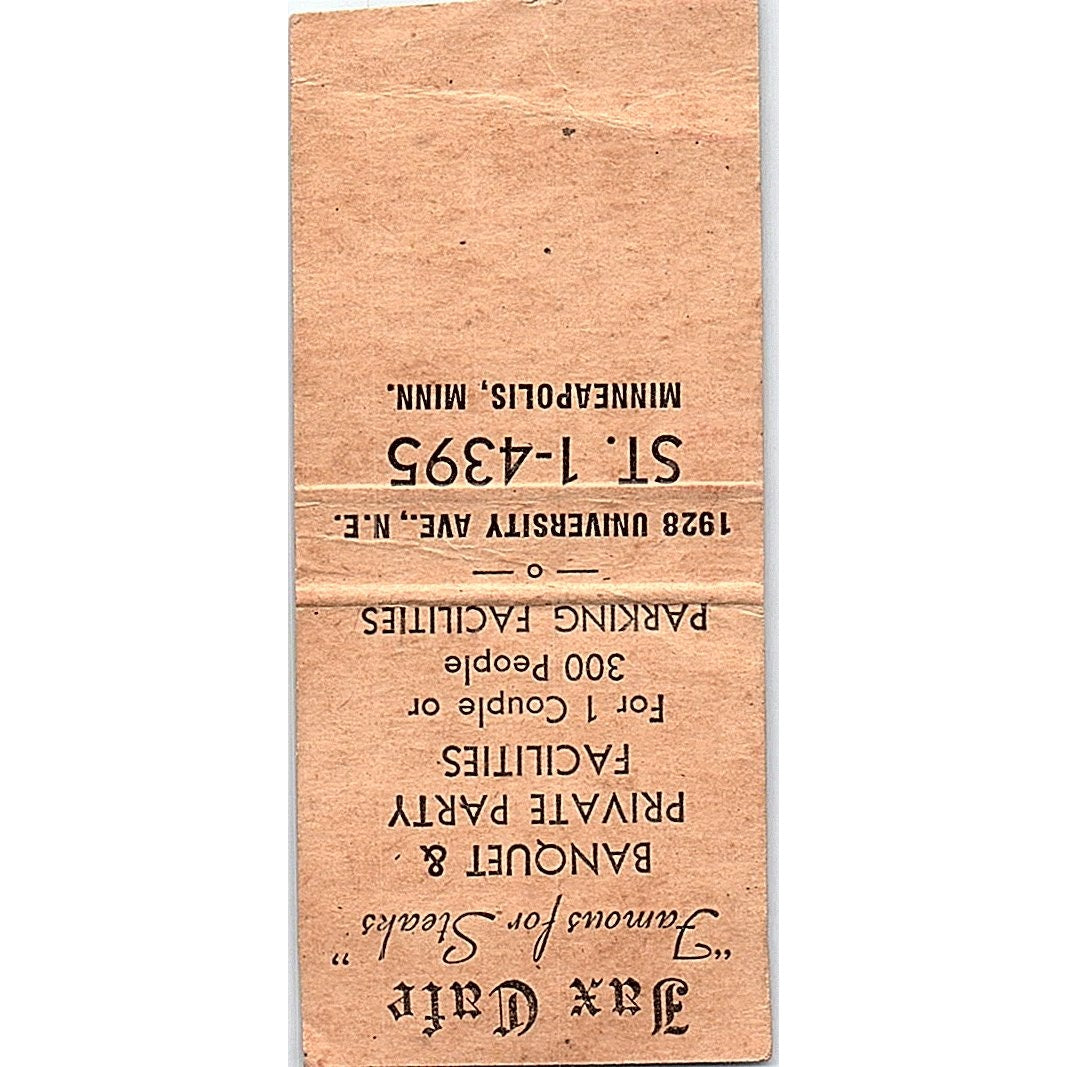 Jax Cafe
"Famous for Steaks"
BANQUET &
PRIVATE PARTY
FACILITIES
For 1 Couple or
300 People
PARKING FACILITIES
— o —
1928 UNIVERSITY AVE., N.E.
ST. 1-4395
MINNEAPOLIS, MINN.